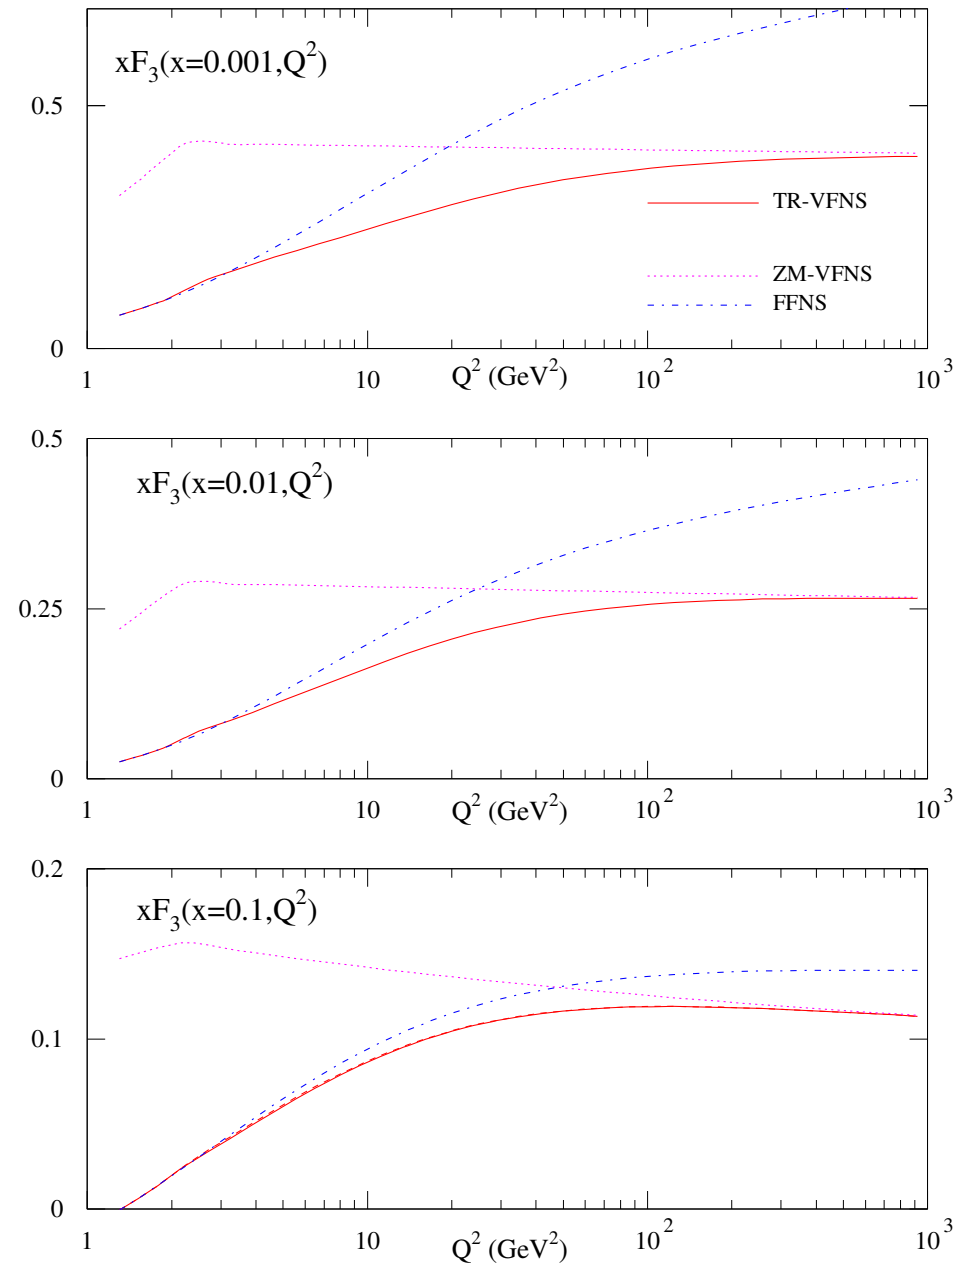 xF₃(x=0.001,Q²)
0.5
TR-VFNS
ZM-VFNS
FFNS
0
1 10 10² 10³
Q² (GeV²)
0.5
xF₃(x=0.01,Q²)
0.25
0
1 10 10² 10³
Q² (GeV²)
0.2
xF₃(x=0.1,Q²)
0.1
0
1 10 10² 10³
Q² (GeV²)